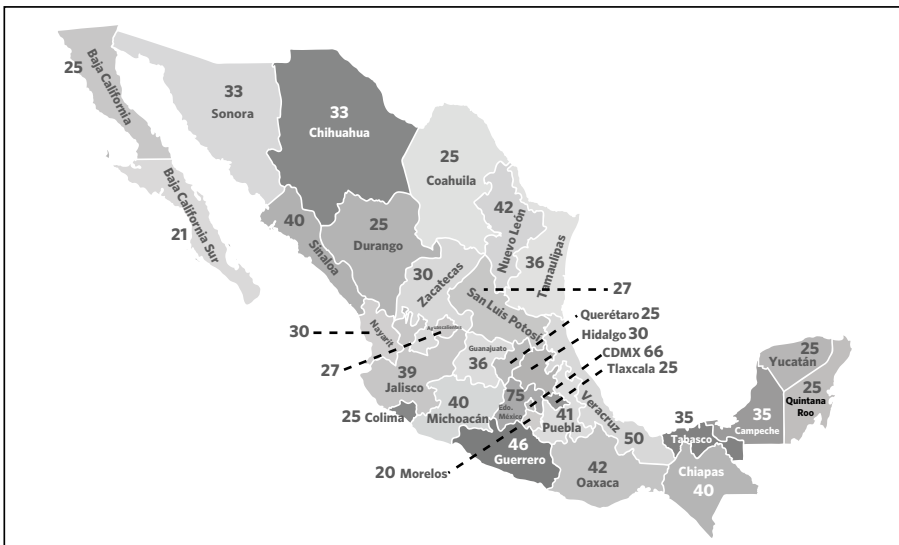 25
Baja California
33
Sonora
33
Chihuahua
25
Coahuila
21
Baja California Sur
40
Sinaloa
25
Durango
42
Nuevo León
36
Tamaulipas
30
Zacatecas
San Luis Potosí
27
30
Nayarit
Aguascalientes
27
Querétaro 25
Hidalgo 30
CDMX 66
Tlaxcala 25
Guanajuato
36
39
Jalisco
25 Colima
40
Michoacán
75
Edo.
México
41
Puebla
Veracruz
50
20 Morelos
46
Guerrero
42
Oaxaca
35
Tabasco
35
Campeche
Chiapas
40
25
Yucatán
25
Quintana
Roo